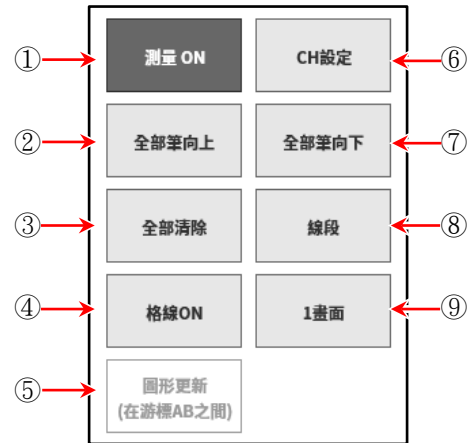 ① 測量 ON CH設定 ⑥
② 全部筆向上 全部筆向下 ⑦
③ 全部清除 線段 ⑧
④ 格線ON 1畫面 ⑨
⑤ 圖形更新
(在游標AB之間)